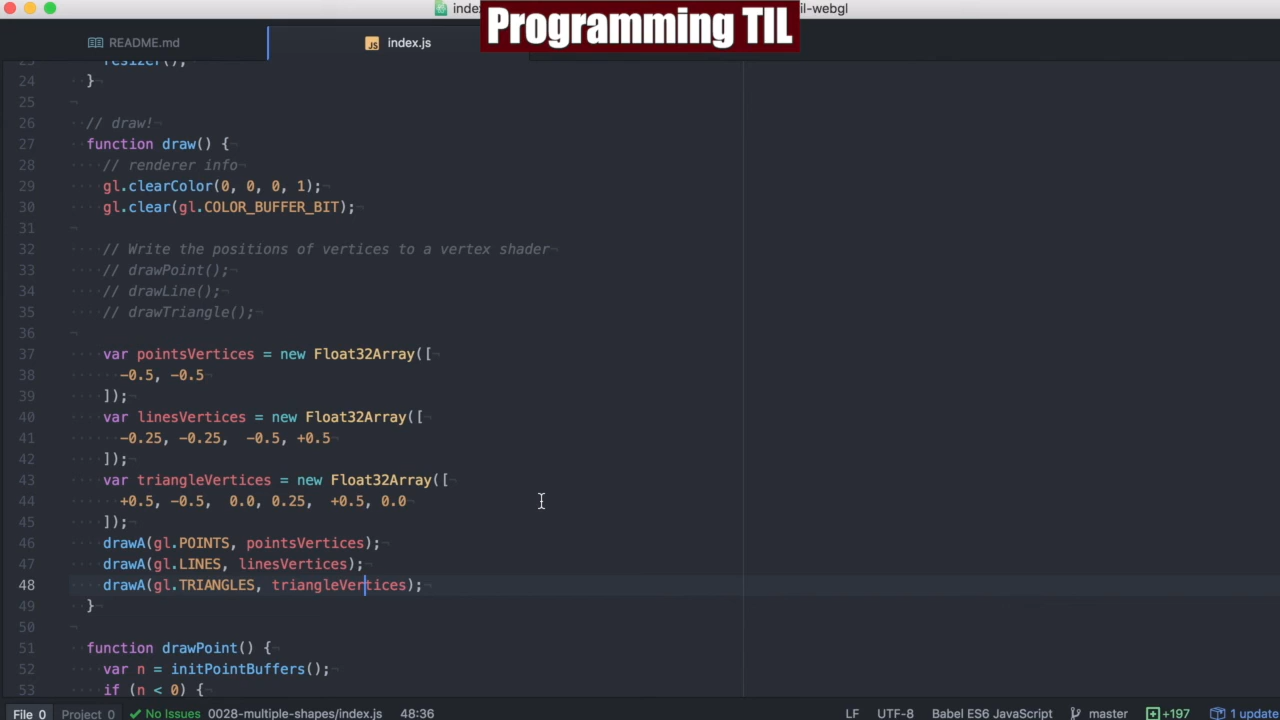 index
Programming TIL
il-webgl
README.md
JS index.js
23 resizer();
24 }
25
26 // draw!
27 function draw() {
28 // renderer info
29 gl.clearColor(0, 0, 0, 1);
30 gl.clear(gl.COLOR_BUFFER_BIT);
31
32 // Write the positions of vertices to a vertex shader
33 // drawPoint();
34 // drawLine();
35 // drawTriangle();
36
37 var pointsVertices = new Float32Array([
38 -0.5, -0.5
39 ]);
40 var linesVertices = new Float32Array([
41 -0.25, -0.25, -0.5, +0.5
42 ]);
43 var triangleVertices = new Float32Array([
44 +0.5, -0.5, 0.0, 0.25, +0.5, 0.0
45 ]);
46 drawA(gl.POINTS, pointsVertices);
47 drawA(gl.LINES, linesVertices);
48 drawA(gl.TRIANGLES, triangleVertices);
49 }
50
51 function drawPoint() {
52 var n = initPointBuffers();
53 if (n < 0) {
File 0 Project 0 No Issues 0028-multiple-shapes/index.js 48:36 LF UTF-8 Babel ES6 JavaScript master +197 1 update